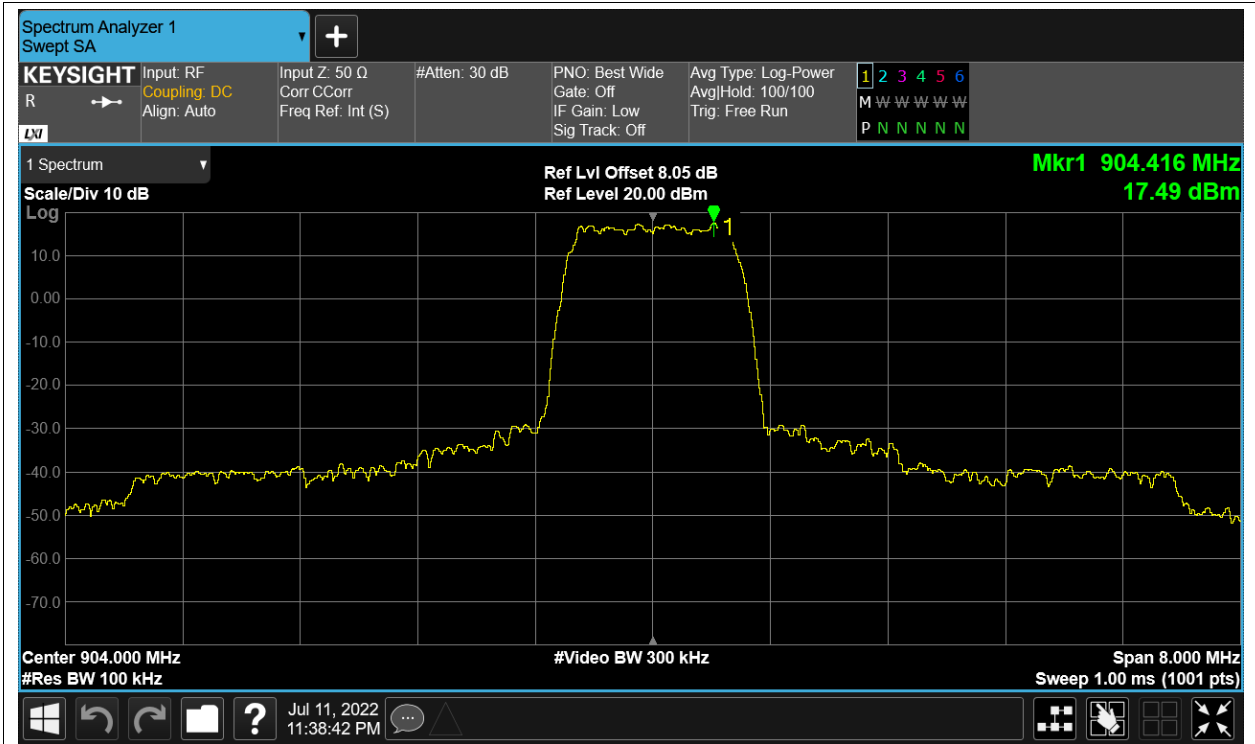 Spectrum Analyzer 1
Swept SA
KEYSIGHT Input: RF Input Z: 50 Ω #Atten: 30 dB PNO: Best Wide Avg Type: Log-Power 1 2 3 4 5 6
R Coupling: DC Corr CCorr Gate: Off Avg|Hold: 100/100
Align: Auto Freq Ref: Int (S) IF Gain: Low Trig: Free Run M W W W W W
LXI Sig Track: Off P N N N N N
1 Spectrum Ref Lvl Offset 8.05 dB Mkr1 904.416 MHz
Scale/Div 10 dB Ref Level 20.00 dBm 17.49 dBm
Log
1
10.0
0.00
-10.0
-20.0
-30.0
-40.0
-50.0
-60.0
-70.0
Center 904.000 MHz #Video BW 300 kHz Span 8.000 MHz
#Res BW 100 kHz Sweep 1.00 ms (1001 pts)
? Jul 11, 2022
11:38:42 PM